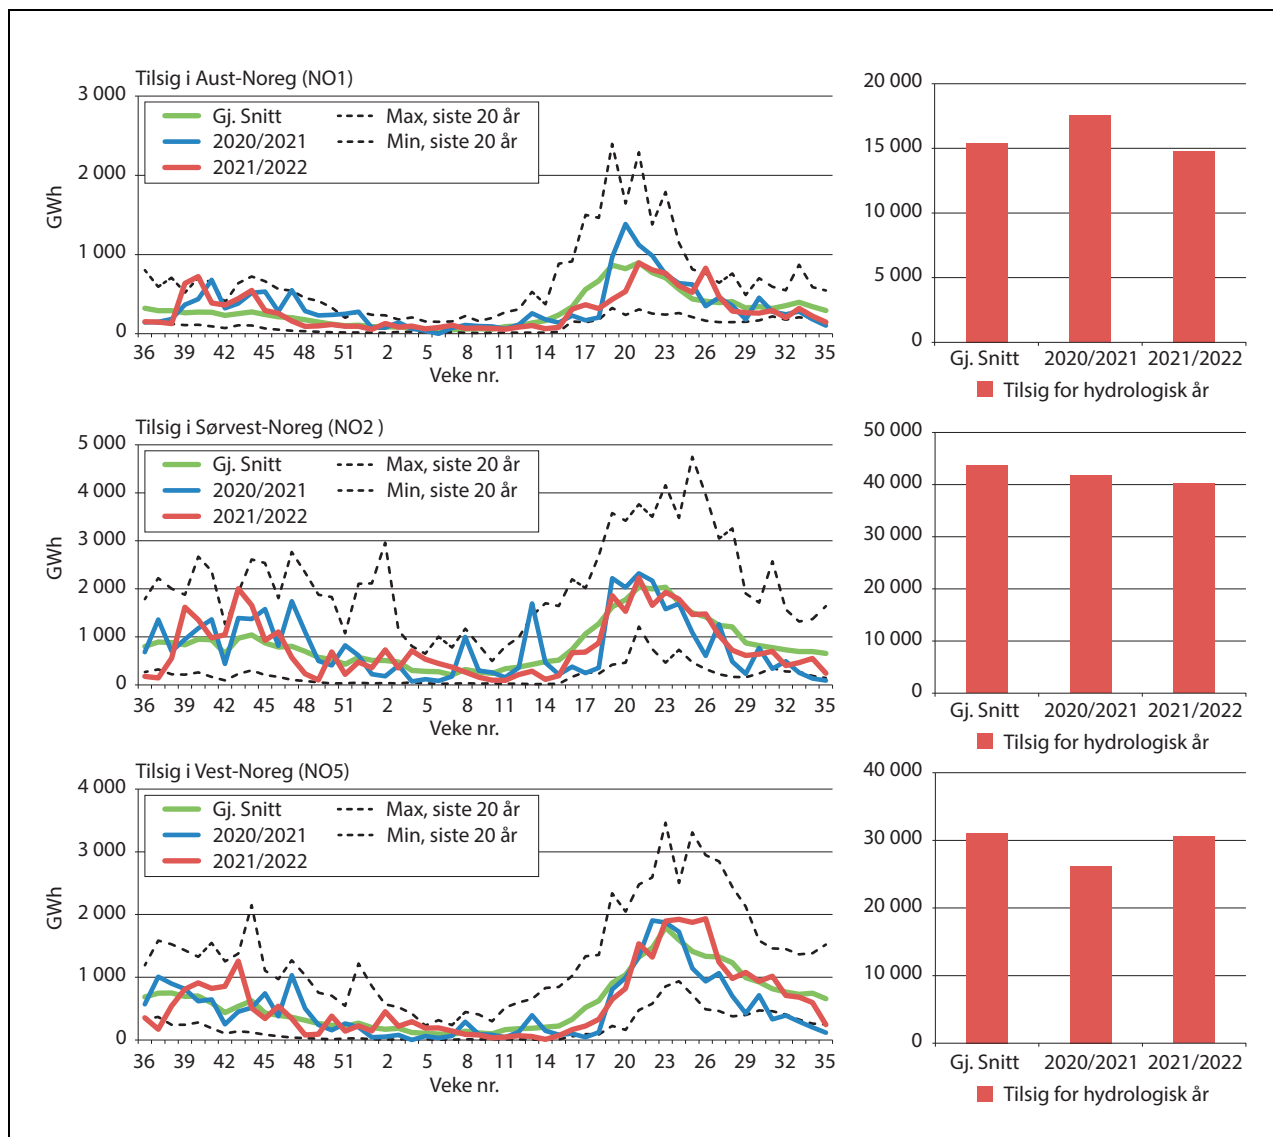 Tilsig i Aust-Noreg (NO1)
3 000
2 000
1 000
0
GWh
Gj. Snitt
2020/2021
2021/2022
Max, siste 20 år
Min, siste 20 år
36 39 42 45 48 51 2 5 8 11 14 17 20 23 26 29 32 35
Veke nr.
20 000
15 000
10 000
5 000
0
Gj. Snitt 2020/2021 2021/2022
Tilsig for hydrologisk år
Tilsig i Sørvest-Noreg (NO2 )
5 000
4 000
3 000
2 000
1 000
0
GWh
Gj. Snitt
2020/2021
2021/2022
Max, siste 20 år
Min, siste 20 år
36 39 42 45 48 51 2 5 8 11 14 17 20 23 26 29 32 35
Veke nr.
50 000
40 000
30 000
20 000
10 000
0
Gj. Snitt 2020/2021 2021/2022
Tilsig for hydrologisk år
Tilsig i Vest-Noreg (NO5)
4 000
3 000
2 000
1 000
0
GWh
Gj. Snitt
2020/2021
2021/2022
Max, siste 20 år
Min, siste 20 år
36 39 42 45 48 51 2 5 8 11 14 17 20 23 26 29 32 35
Veke nr.
40 000
30 000
20 000
10 000
0
Gj. Snitt 2020/2021 2021/2022
Tilsig for hydrologisk år